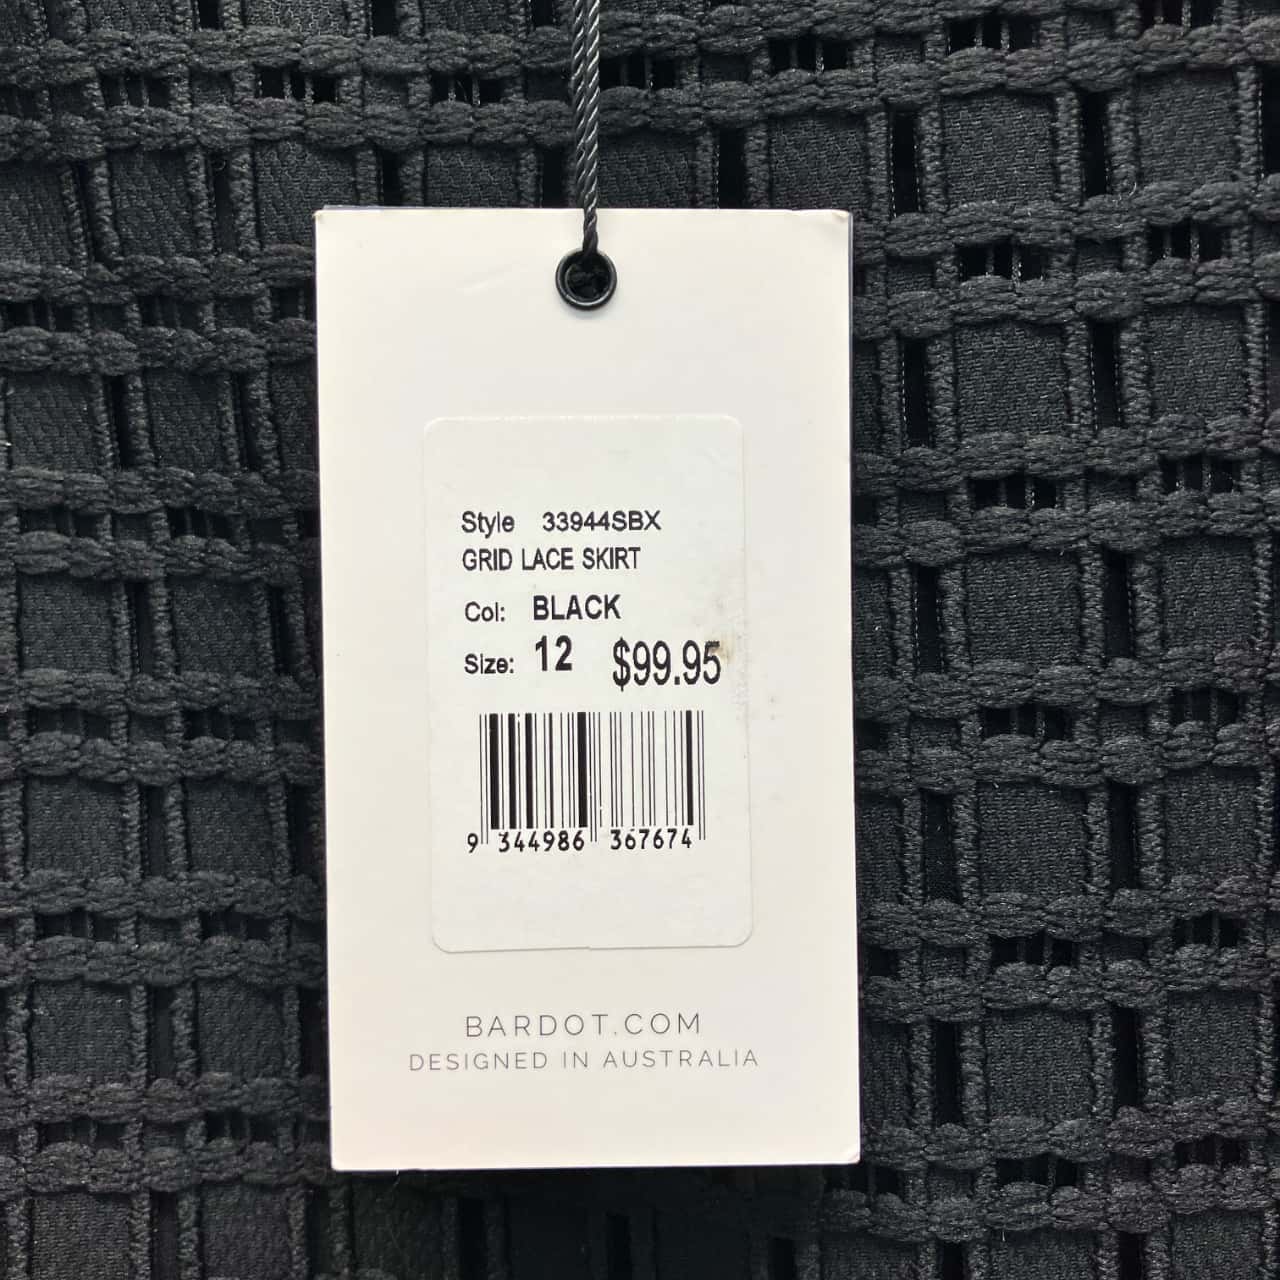 Style 33944SBX
GRID LACE SKIRT
Col: BLACK
Size: 12 $99.95
9 344986 367674
BARDOT.COM
DESIGNED IN AUSTRALIA